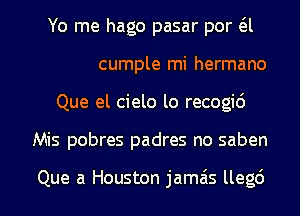 Yo me hago pasar por él
cumple mi hermano
Que el cielo lo recogió
Mis pobres padres no saben
Que a Houston jamás llegó